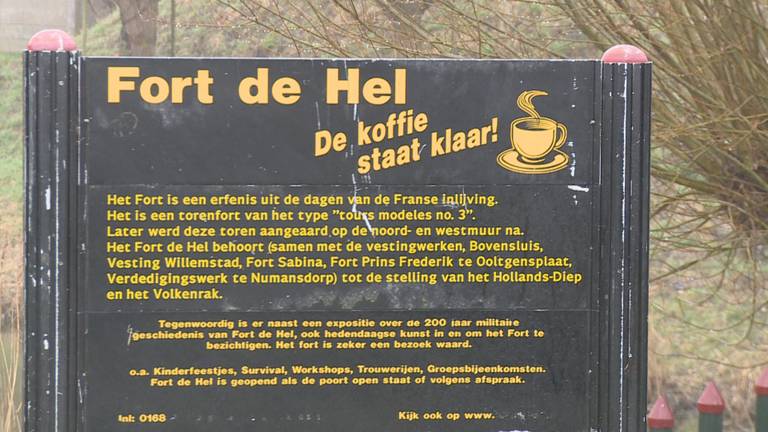 Fort de Hel
De koffie
staat klaar!
Het Fort is een erfenis uit de dagen van de Franse inlijving.
Het is een torenfort van het type "tours modeles no. 3".
Later werd deze toren aangeaard op de noord- en westmuur na.
Het Fort de Hel behoort (samen met de vestingwerken, Bovensluis,
Vesting Willemstad, Fort Sabina, Fort Prins Frederik te Ooltgensplaat,
Verdedigingswerk te Numansdorp) tot de stelling van het Hollands-Diep
en het Volkenrak.
Tegenwoordig is er naast een expositie over de 200 jaar militaire
geschiedenis van Fort de Hel, ook hedendaagse kunst in en om het Fort te
bezichtigen. Het fort is zeker een bezoek waard.
o.a. Kinderfeestjes, Survival, Workshops, Trouwerijen, Groepsbijeenkomsten.
Fort de Hel is geopend als de poort open staat of volgens afspraak.
Inl: 0168
Kijk ook op www.